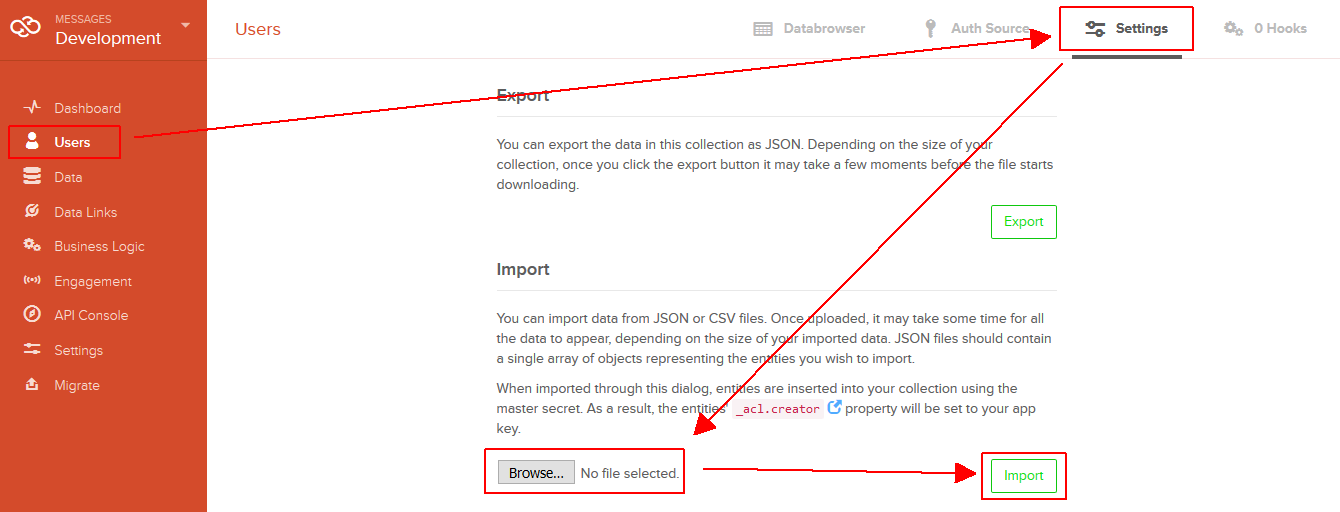 MESSAGES
Development
Dashboard
Users
Data
Data Links
Business Logic
Engagement
API Console
Settings
Migrate
Users
Databrowser
Auth Source
Settings
0 Hooks
Export
You can export the data in this collection as JSON. Depending on the size of your
collection, once you click the export button it may take a few moments before the file starts
downloading.
Export
Import
You can import data from JSON or CSV files. Once uploaded, it may take some time for all
the data to appear, depending on the size of your imported data. JSON files should contain
a single array of objects representing the entities you wish to import.
When imported through this dialog, entities are inserted into your collection using the
master secret. As a result, the entities' _acl.creator property will be set to your app
key.
Browse... No file selected.
Import